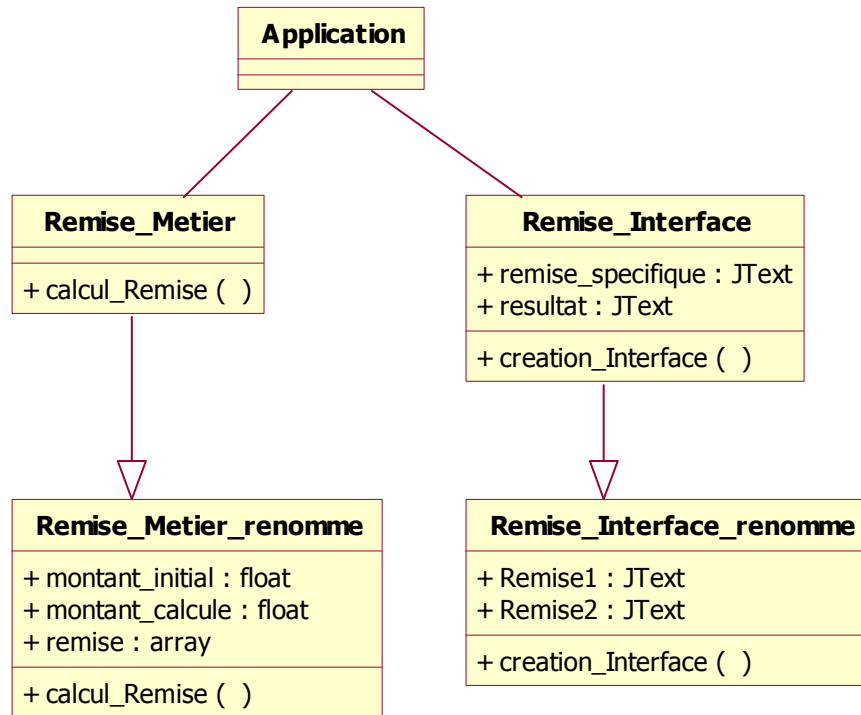 Application
Remise_Metier
+ calcul_Remise ( )
Remise_Interface
+ remise_specifique : JText
+ resultat : JText
+ creation_Interface ( )
Remise_Metier_renomme
+ montant_initial : float
+ montant_calcule : float
+ remise : array
+ calcul_Remise ( )
Remise_Interface_renomme
+ Remise1 : JText
+ Remise2 : JText
+ creation_Interface ( )